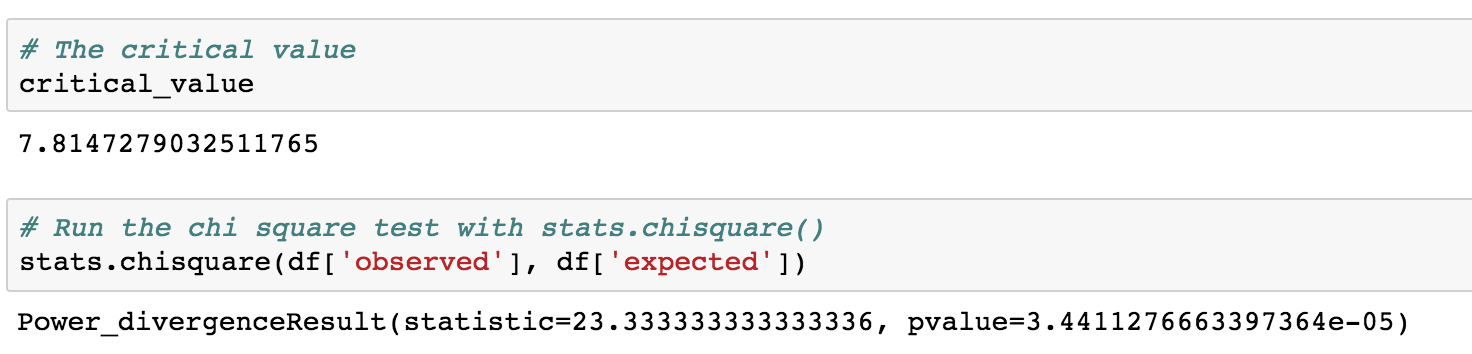 # The critical value
critical_value
7.8147279032511765
# Run the chi square test with stats.chisquare()
stats.chisquare(df['observed'], df['expected'])
Power_divergenceResult(statistic=23.333333333333336, pvalue=3.4411276663397364e-05)